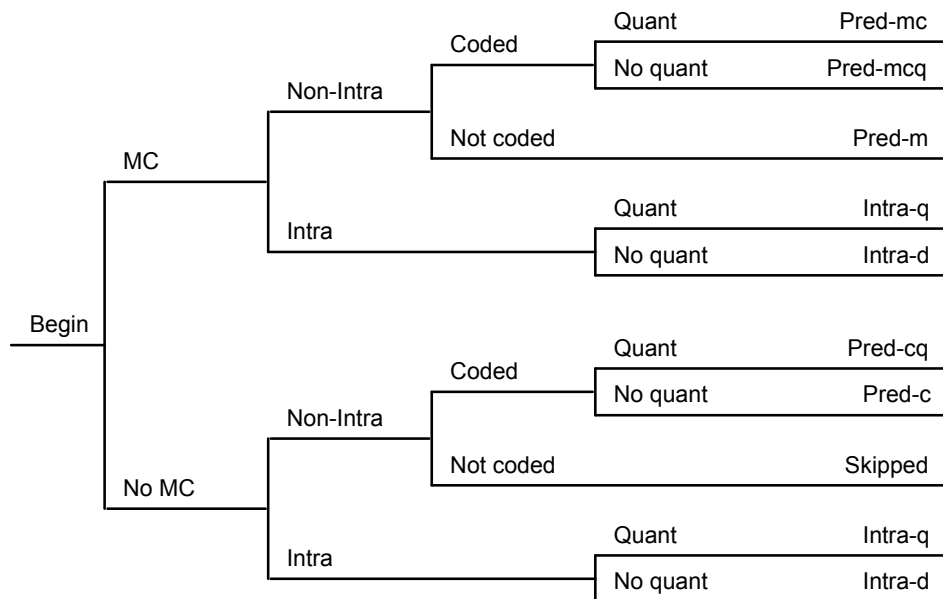 Quant Pred-mc
Coded
No quant Pred-mcq
Non-Intra
Not coded Pred-m
MC
Quant Intra-q
Intra
No quant Intra-d
Begin
Quant Pred-cq
Coded
No quant Pred-c
Non-Intra
Not coded Skipped
No MC
Quant Intra-q
Intra
No quant Intra-d